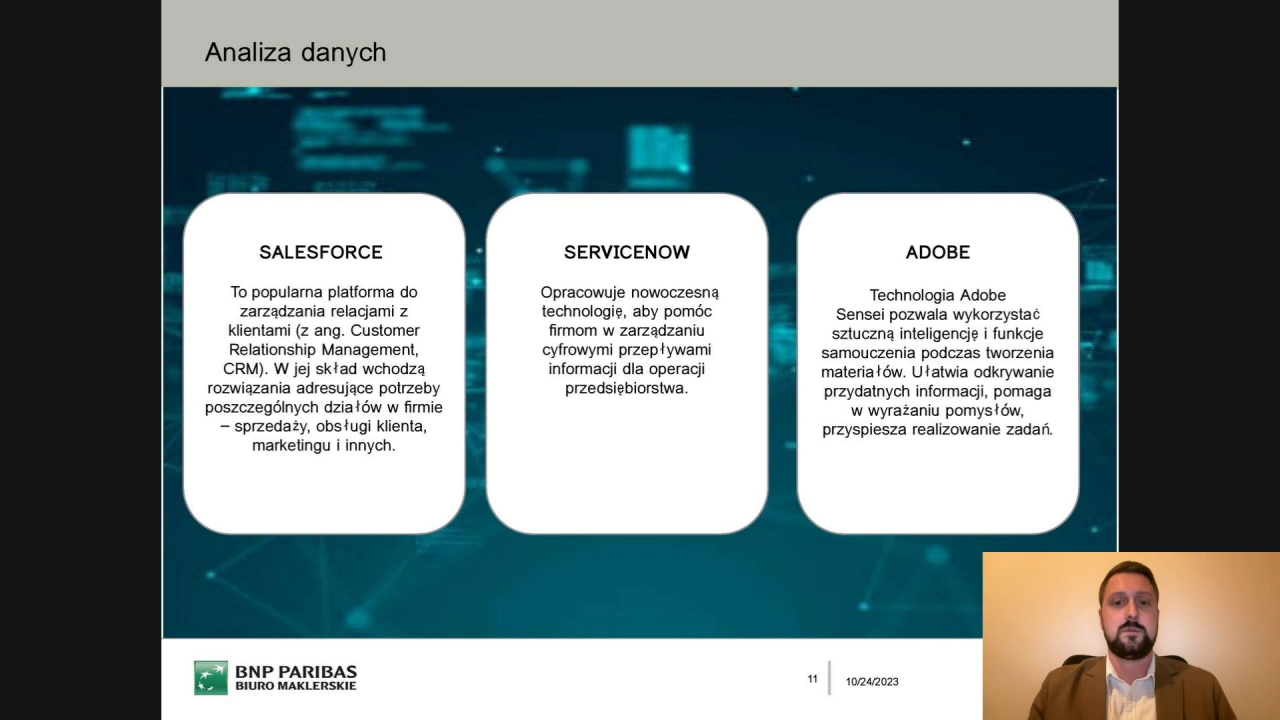 Analiza danych
SALESFORCE
To popularna platforma do
zarządzania relacjami z
klientami (z ang. Customer
Relationship Management,
CRM). W jej skład wchodzą
rozwiązania adresujące potrzeby
poszczególnych działów w firmie
– sprzedaży, obsługi klienta,
marketingu i innych.
SERVICENOW
Opracowuje nowoczesną
technologię, aby pomóc
firmom w zarządzaniu
cyfrowymi przepływami
informacji dla operacji
przedsiębiorstwa.
ADOBE
Technologia Adobe
Sensei pozwala wykorzystać
sztuczną inteligencję i funkcje
samouczenia podczas tworzenia
materiałów. Ułatwia odkrywanie
przydatnych informacji, pomaga
w wyrażaniu pomysłów,
przyspiesza realizowanie zadań.
BNP PARIBAS
BIURO MAKLERSKIE
11
10/24/2023